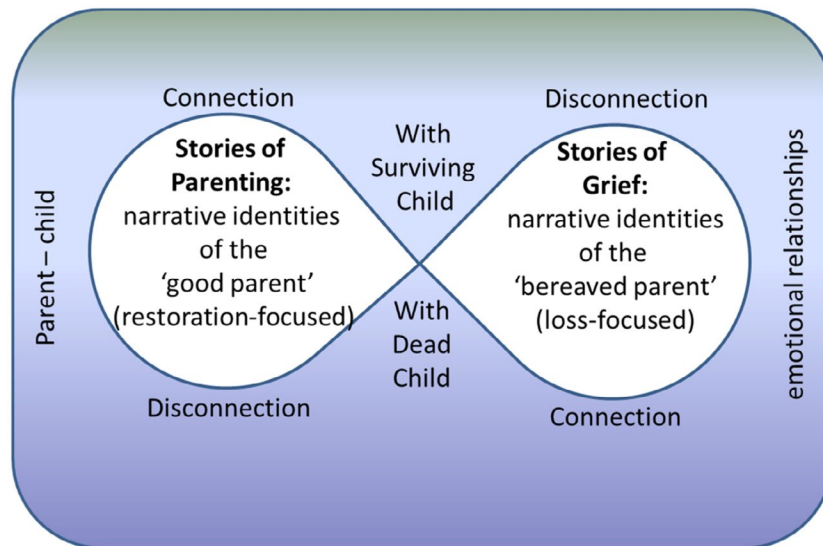 Connection
Disconnection
With
Surviving
Child
Stories of
Parenting:
narrative identities
of the
‘good parent’
(restoration-focused)
Stories of
Grief:
narrative identities
of the
‘bereaved parent’
(loss-focused)
Parent – child
emotional relationships
With
Dead
Child
Disconnection
Connection